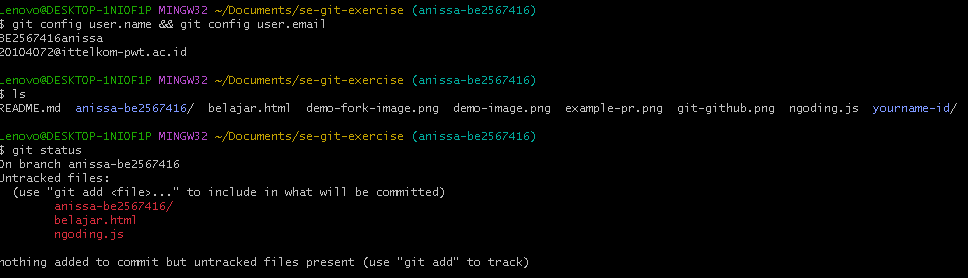 Lenovo@DESKTOP-1NIOF1P MINGW32 ~/Documents/se-git-exercise (anissa-be2567416)
$ git config user.name && git config user.email
BE2567416anissa
20104072@ittelkom-pwt.ac.id
Lenovo@DESKTOP-1NIOF1P MINGW32 ~/Documents/se-git-exercise (anissa-be2567416)
$ ls
README.md anissa-be2567416/ belajar.html demo-fork-image.png demo-image.png example-pr.png git-github.png ngoding.js yourname-id/
Lenovo@DESKTOP-1NIOF1P MINGW32 ~/Documents/se-git-exercise (anissa-be2567416)
$ git status
On branch anissa-be2567416
Untracked files:
(use "git add <file>..." to include in what will be committed)
anissa-be2567416/
belajar.html
ngoding.js
nothing added to commit but untracked files present (use "git add" to track)